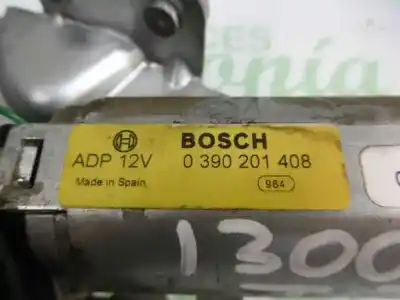 BOSCH
ADP 12V 0 390 201 408
Made in Spain 964
1300